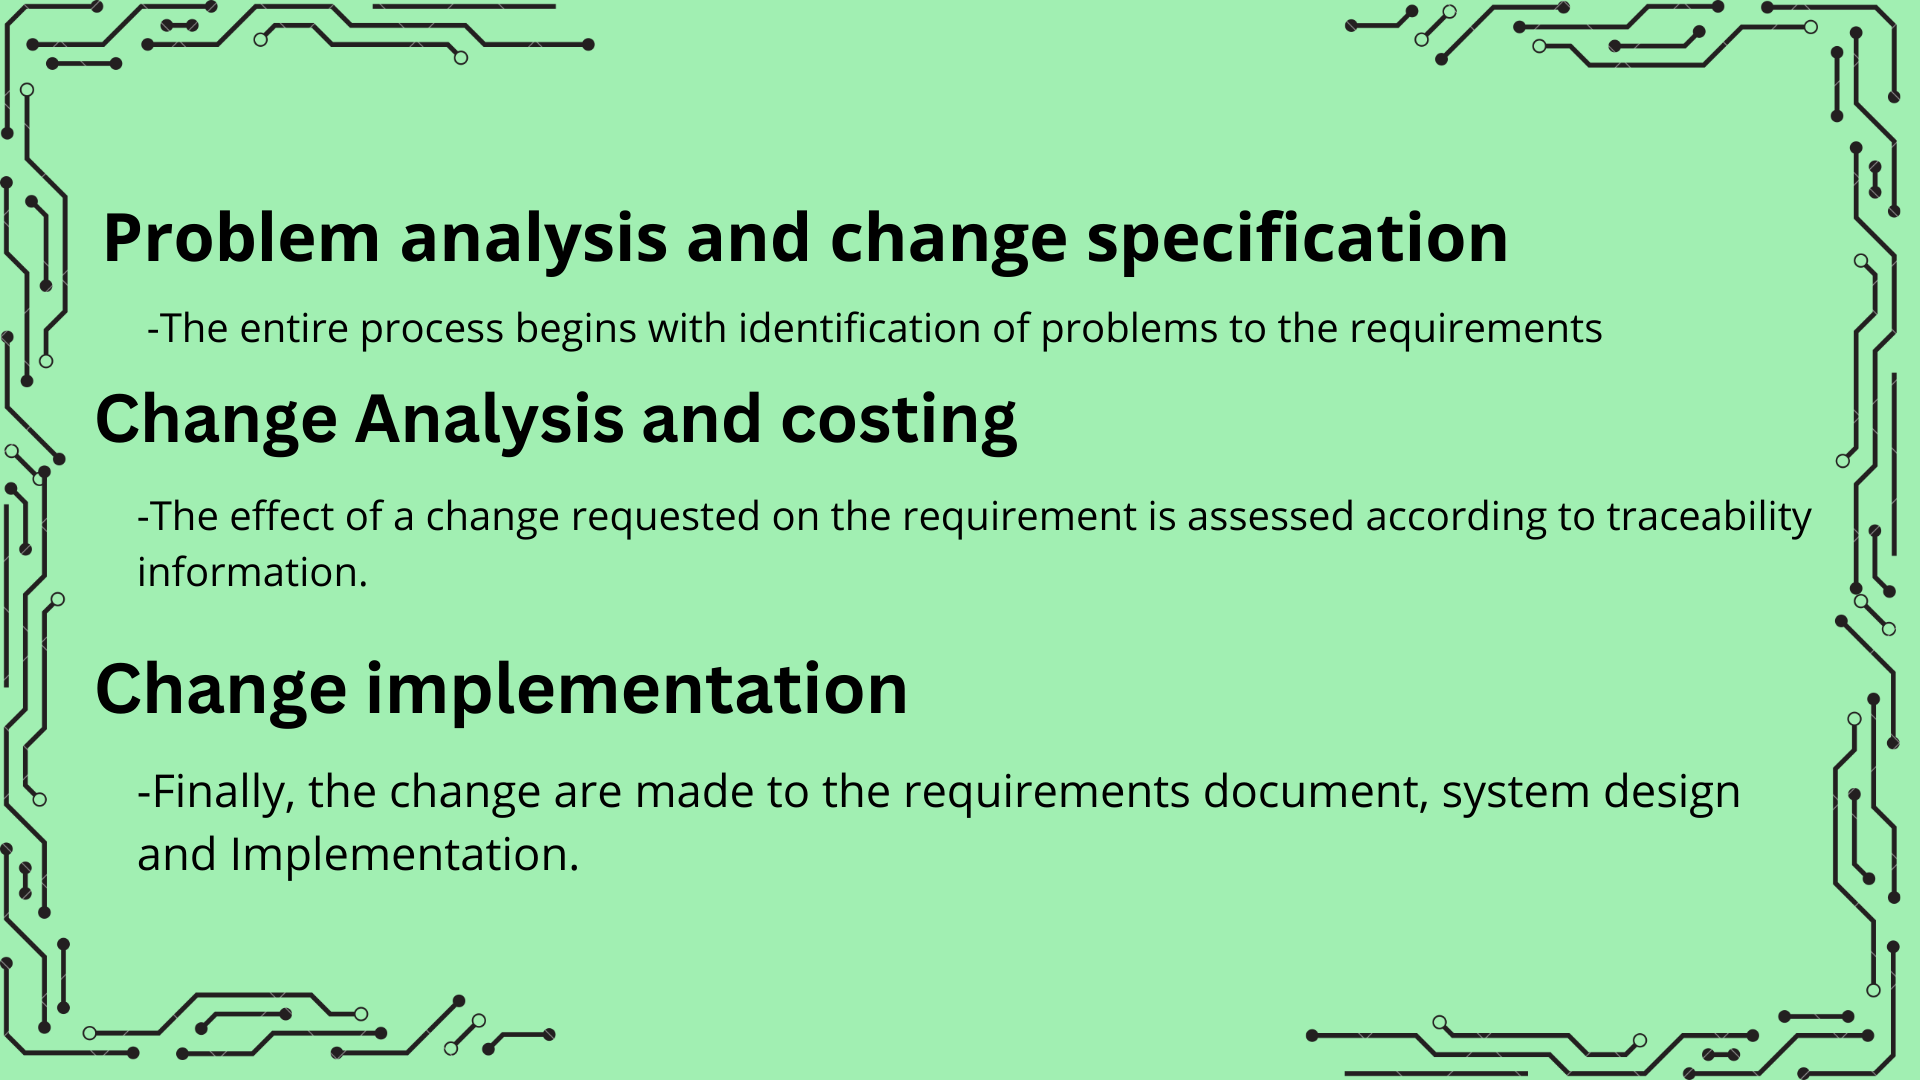 Problem analysis and change specification
-The entire process begins with identification of problems to the requirements
Change Analysis and costing
-The effect of a change requested on the requirement is assessed according to traceability
information.
Change implementation
-Finally, the change are made to the requirements document, system design
and Implementation.